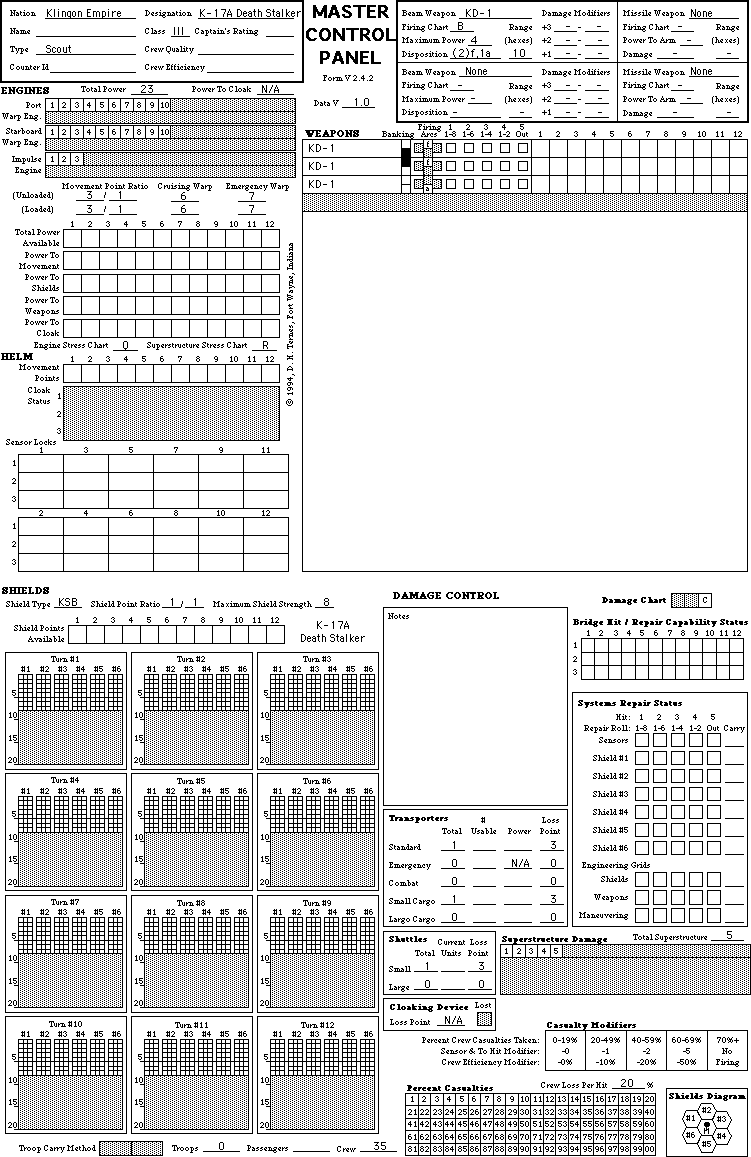 Nation Klingon Empire Designation K-17A Death Stalker
Name Class III Captain's Rating
Type Scout Crew Quality
Counter Id Crew Efficiency
MASTER
CONTROL
PANEL
Form V 2.4.2
Data V 1.0
Beam Weapon KD-1 Damage Modifiers
Firing Chart B Range +3 - - -
Maximum Power 4 (hexes) +2 - - -
Disposition (2)f,1a 10 +1 - - -
Missile Weapon None
Firing Chart - Range
Power To Arm - (hexes)
Damage - -
Beam Weapon None Damage Modifiers
Firing Chart - Range +3 - - -
Maximum Power - (hexes) +2 - - -
Disposition - - +1 - - -
Missile Weapon None
Firing Chart - Range
Power To Arm - (hexes)
Damage - -
ENGINES Total Power 23 Power To Cloak N/A
Port Warp Eng. 1 2 3 4 5 6 7 8 9 10
Starboard Warp Eng. 1 2 3 4 5 6 7 8 9 10
Impulse Engine 1 2 3
Movement Point Ratio Cruising Warp Emergency Warp
(Unloaded) 3 / 1 6 7
(Loaded) 3 / 1 6 7
1 2 3 4 5 6 7 8 9 10 11 12
Total Power Available
Power To Movement
Power To Shields
Power To Weapons
Power To Cloak
Engine Stress Chart O Superstructure Stress Chart R
© 1994, D. H. Ternes, Fort Wayne, Indiana
WEAPONS Banking Firing Arcs 1 1-8 2 1-6 3 1-4 4 1-2 5 Out 1 2 3 4 5 6 7 8 9 10 11 12
KD-1
KD-1
KD-1
HELM 1 2 3 4 5 6 7 8 9 10 11 12
Movement Points
Cloak Status 1
2
3
Sensor Locks
1 3 5 7 9 11
1
2
3
2 4 6 8 10 12
1
2
3
SHIELDS
Shield Type KSB Shield Point Ratio 1 / 1 Maximum Shield Strength 8
1 2 3 4 5 6 7 8 9 10 11 12
Shield Points Available
K-17A
Death Stalker
Turn #1 Turn #2 Turn #3
#1 #2 #3 #4 #5 #6 #1 #2 #3 #4 #5 #6 #1 #2 #3 #4 #5 #6
5 5 5
10 10 10
15 15 15
20 20 20
Turn #4 Turn #5 Turn #6
#1 #2 #3 #4 #5 #6 #1 #2 #3 #4 #5 #6 #1 #2 #3 #4 #5 #6
5 5 5
10 10 10
15 15 15
20 20 20
Turn #7 Turn #8 Turn #9
#1 #2 #3 #4 #5 #6 #1 #2 #3 #4 #5 #6 #1 #2 #3 #4 #5 #6
5 5 5
10 10 10
15 15 15
20 20 20
Turn #10 Turn #11 Turn #12
#1 #2 #3 #4 #5 #6 #1 #2 #3 #4 #5 #6 #1 #2 #3 #4 #5 #6
5 5 5
10 10 10
15 15 15
20 20 20
Troop Carry Method Troops 0 Passengers Crew 35
DAMAGE CONTROL
Notes
Damage Chart C
Bridge Hit / Repair Capability Status
1 2 3 4 5 6 7 8 9 10 11 12
1
2
3
Systems Repair Status
Hit: 1 2 3 4 5
Repair Roll: 1-8 1-6 1-4 1-2 Out Carry
Sensors
Shield #1
Shield #2
Shield #3
Shield #4
Shield #5
Shield #6
Engineering Grids
Shields
Weapons
Maneuvering
Transporters Total # Usable Power Loss Point
Standard 1 3
Emergency 0 N/A 0
Combat 0 0
Small Cargo 1 3
Largo Cargo 0 0
Shuttles Total Current Units Loss Point
Small 1 3
Large 0 0
Superstructure Damage Total Superstructure 5
1 2 3 4 5
Cloaking Device Lost
Loss Point N/A
Casualty Modifiers
Percent Crew Casualties Taken: 0-19% 20-49% 40-59% 60-69% 70%+
Sensor & To Hit Modifier: -0 -1 -2 -5 No
Crew Efficiency Modifier: -0% -10% -20% -50% Firing
Percent Casualties Crew Loss Per Hit 20 %
1 2 3 4 5 6 7 8 9 10 11 12 13 14 15 16 17 18 19 20
21 22 23 24 25 26 27 28 29 30 31 32 33 34 35 36 37 38 39 40
41 42 43 44 45 46 47 48 49 50 51 52 53 54 55 56 57 58 59 60
61 62 63 64 65 66 67 68 69 70 71 72 73 74 75 76 77 78 79 80
81 82 83 84 85 86 87 88 89 90 91 92 93 94 95 96 97 98 99 00
Shields Diagram
#2
#1 #3
#6 #4
#5